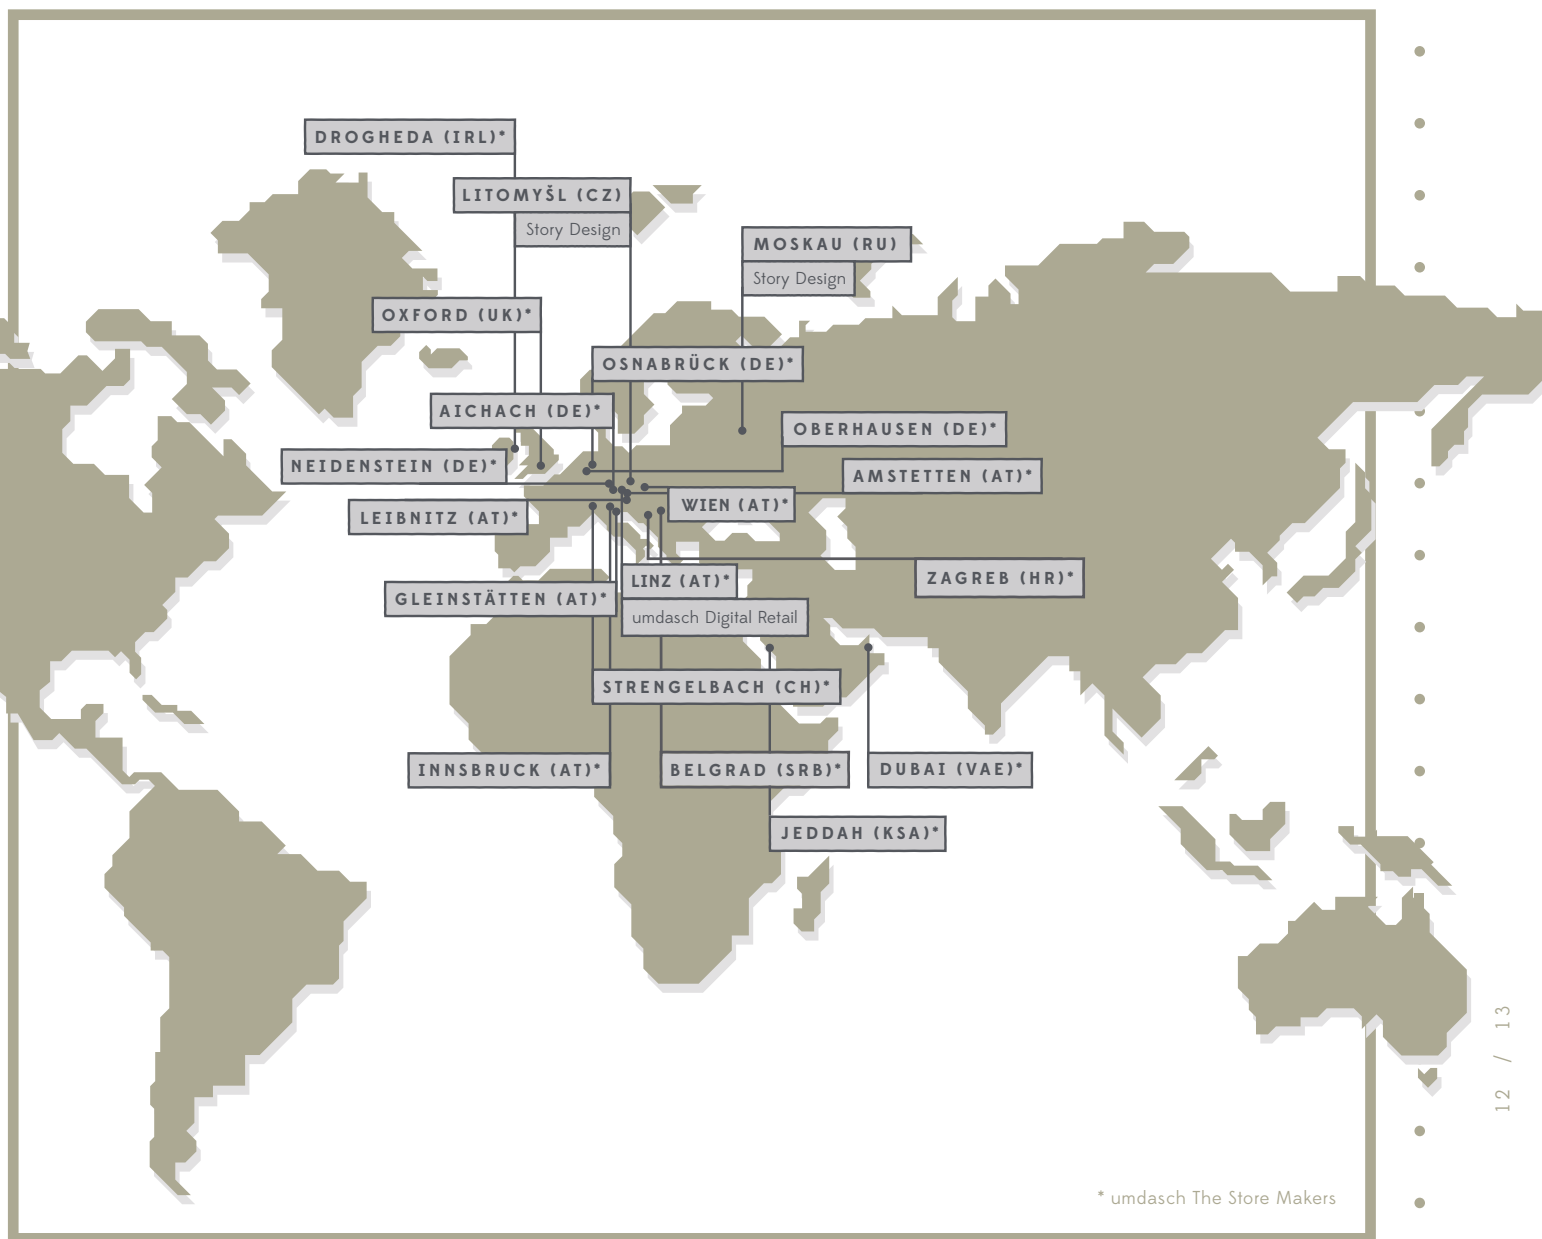 DROGHEDA (IRL)*
LITOMYŠL (CZ)
Story Design
MOSKAU (RU)
Story Design
OXFORD (UK)*
OSNABRÜCK (DE)*
AICHACH (DE)*
OBERHAUSEN (DE)*
NEIDENSTEIN (DE)*
AMSTETTEN (AT)*
WIEN (AT)*
LEIBNITZ (AT)*
ZAGREB (HR)*
LINZ (AT)*
GLEINSTÄTTEN (AT)*
umdasch Digital Retail
STRENGELBACH (CH)*
INNSBRUCK (AT)*
BELGRAD (SRB)*
DUBAI (VAE)*
JEDDAH (KSA)*
12 / 13
* umdasch The Store Makers